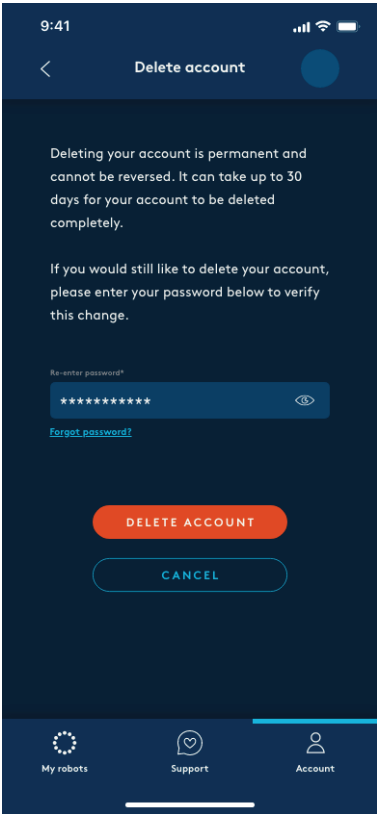 9:41
Delete account
Deleting your account is permanent and
cannot be reversed. It can take up to 30
days for your account to be deleted
completely.
If you would still like to delete your account,
please enter your password below to verify
this change.
Re-enter password*
***********
Forgot password?
DELETE ACCOUNT
CANCEL
My robots
Support
Account